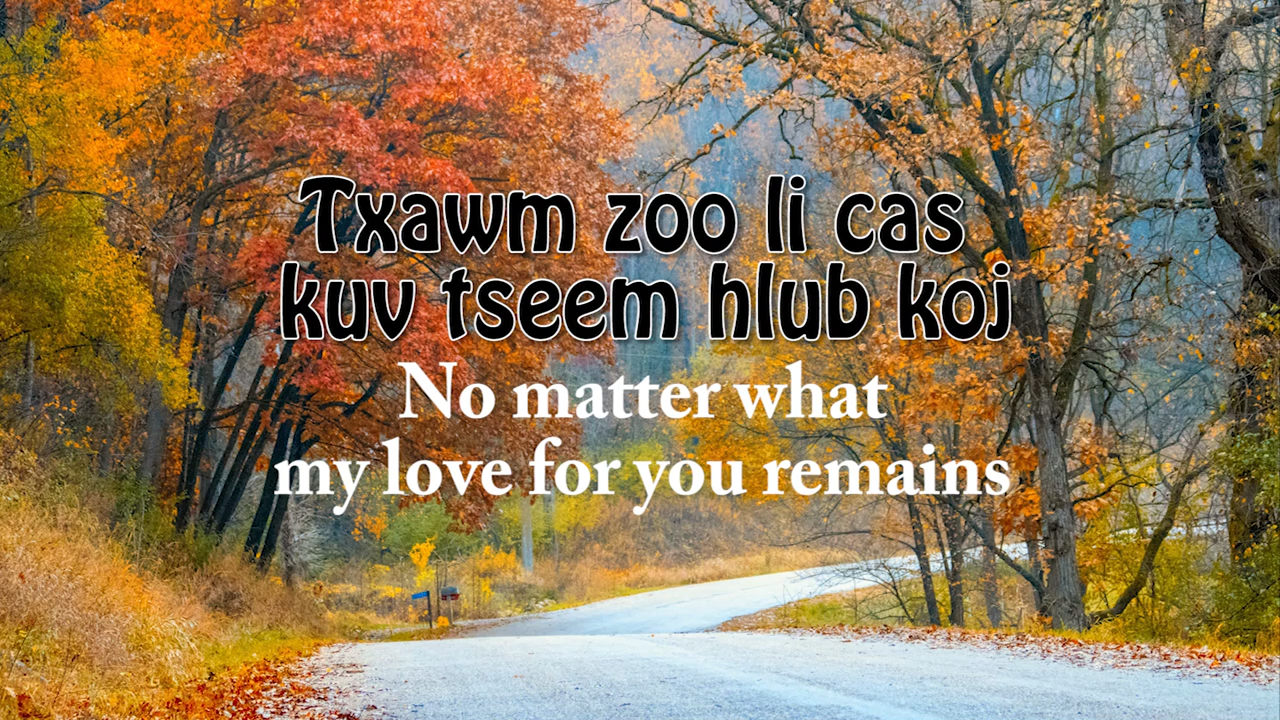 Txawm zoo li cas
kuv tseem hlub koj
No matter what
my love for you remains